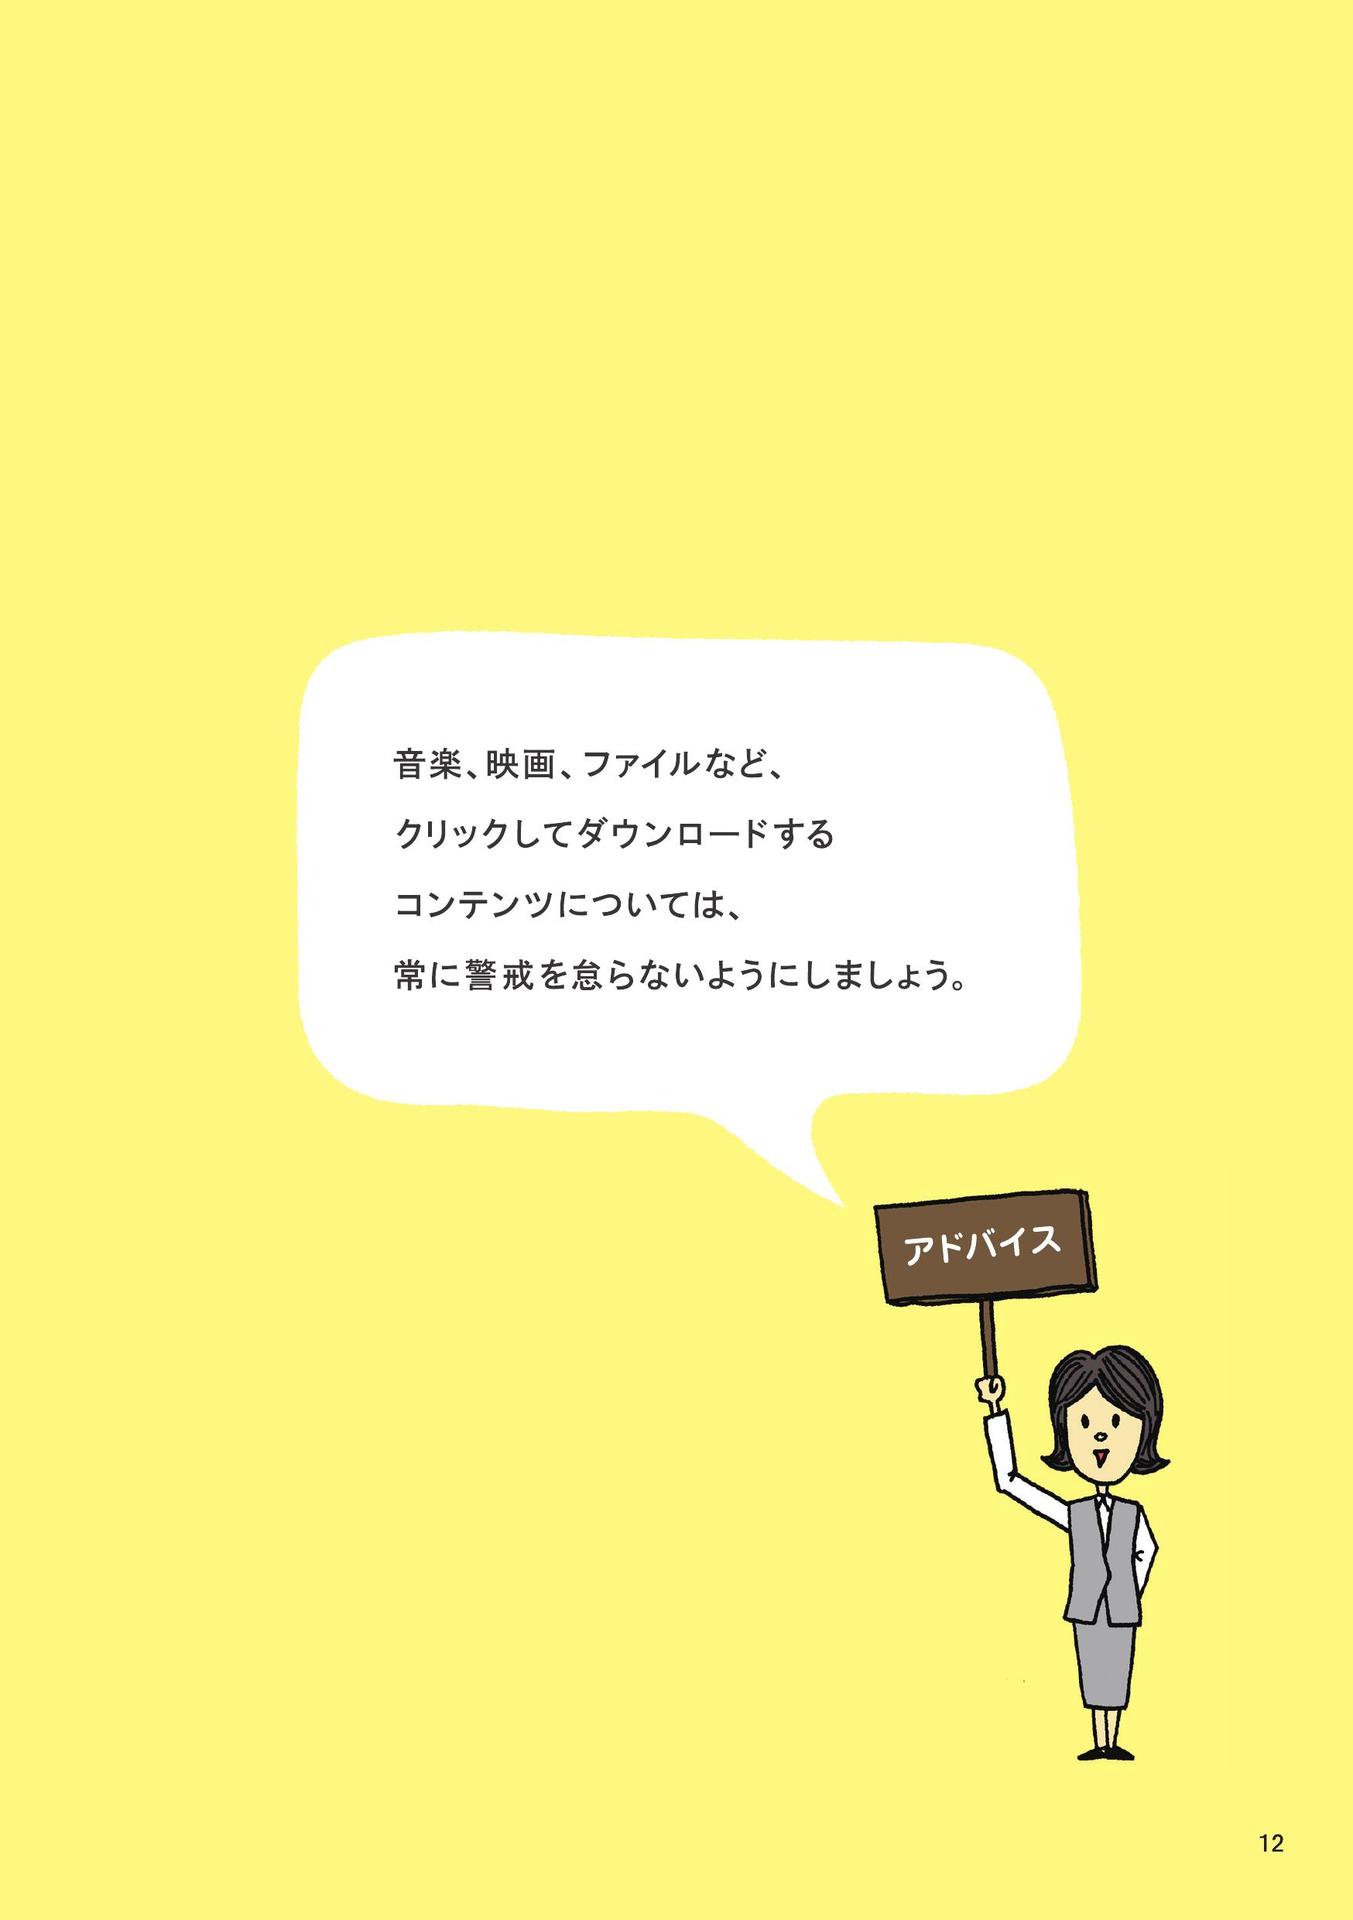 音楽、映画、ファイルなど、
クリックしてダウンロードする
コンテンツについては、
常に警戒を怠らないようにしましょう。
アドバイス
12